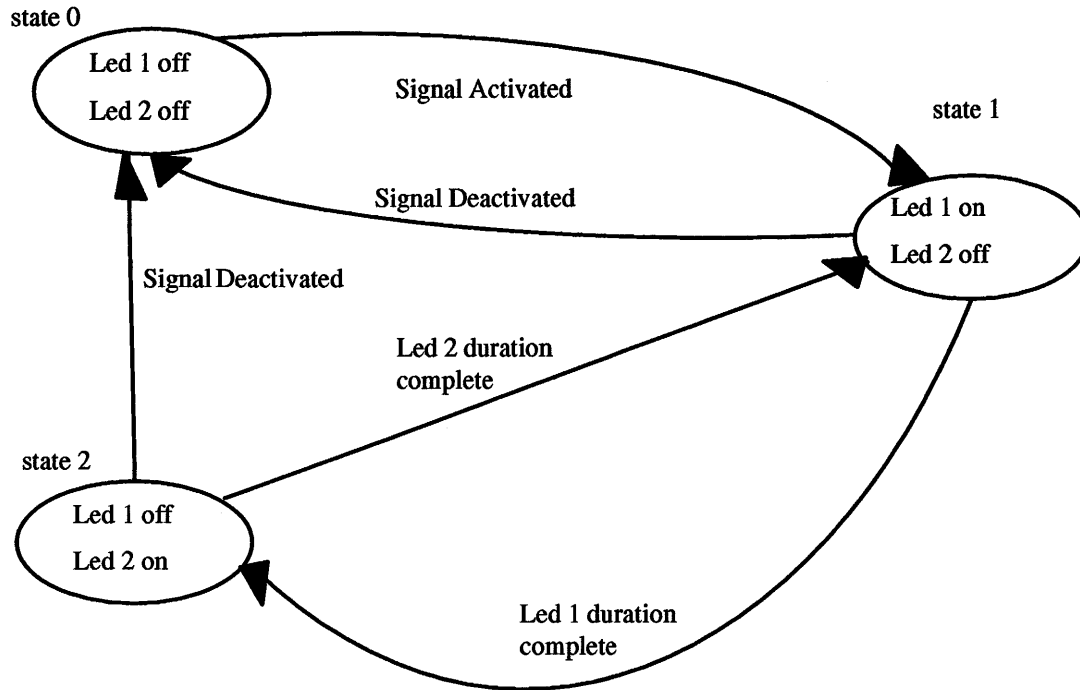 state 0
Led 1 off
Led 2 off
Signal Activated
state 1
Signal Deactivated
Led 1 on
Led 2 off
Signal Deactivated
Led 2 duration
complete
state 2
Led 1 off
Led 2 on
Led 1 duration
complete